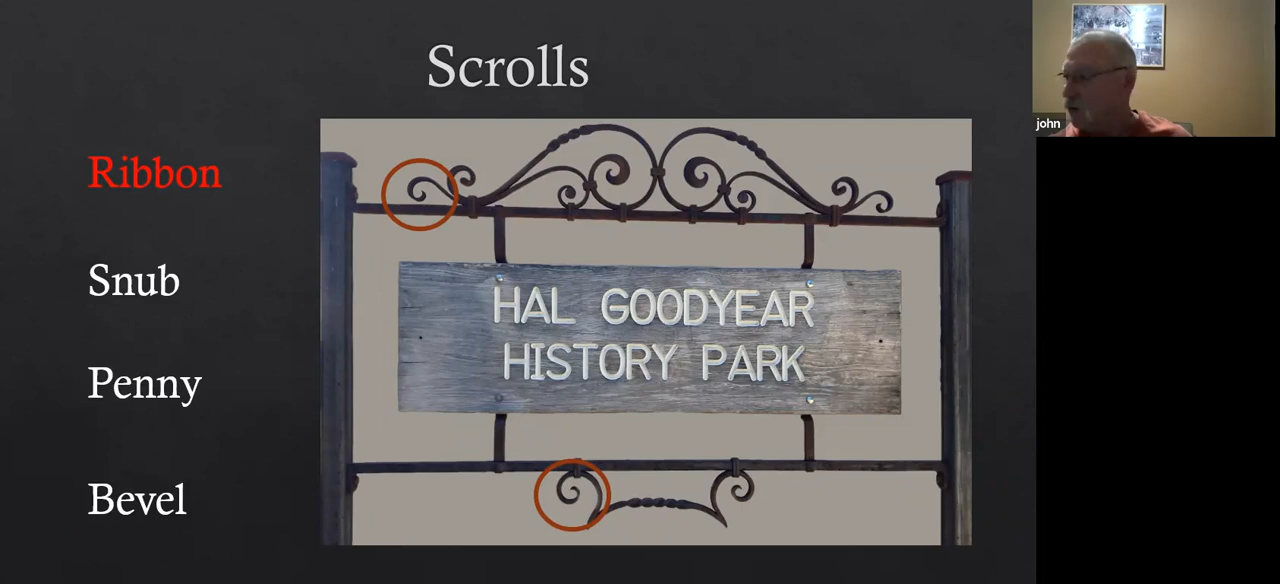 Scrolls
Ribbon
Snub
Penny
Bevel
HAL GOODYEAR
HISTORY PARK
john